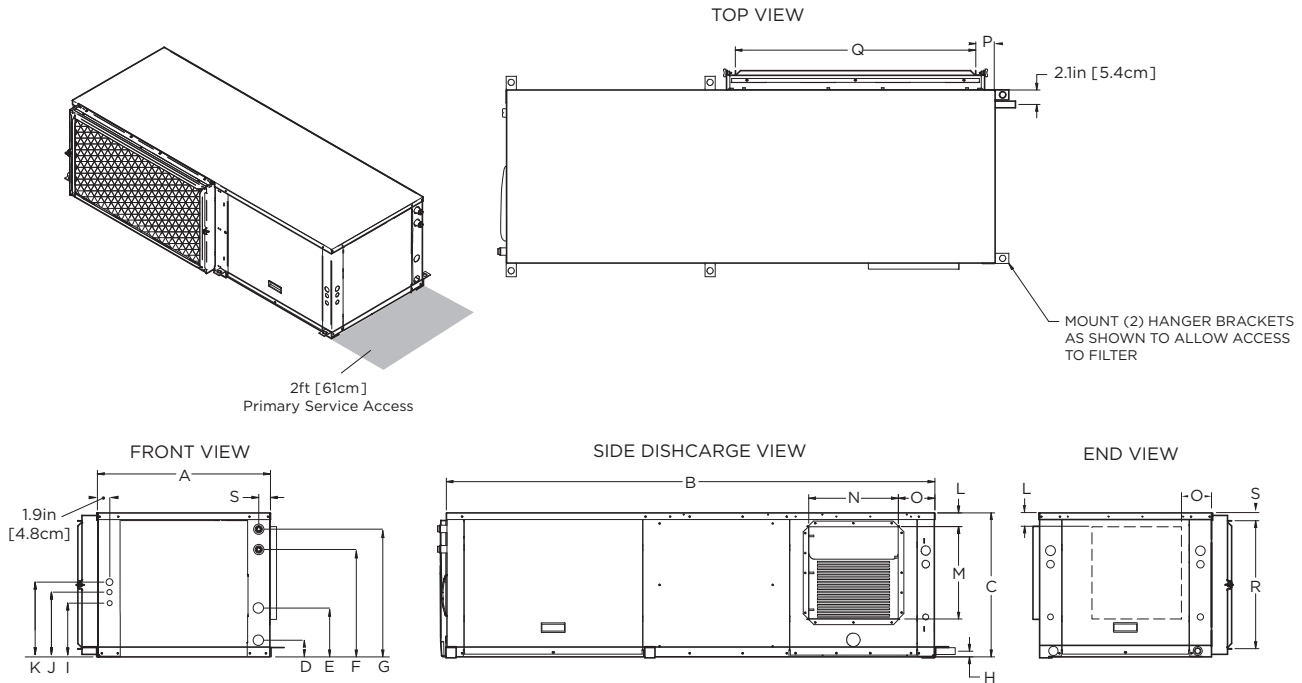 TOP VIEW
Q
P
2.1in [5.4cm]
MOUNT (2) HANGER BRACKETS
AS SHOWN TO ALLOW ACCESS
TO FILTER
2ft [61cm]
Primary Service Access
FRONT VIEW
A
S
1.9in
[4.8cm]
K J I
D E F G
SIDE DISHCARGE VIEW
B
N O L
M
C
H
END VIEW
L
O
S
R